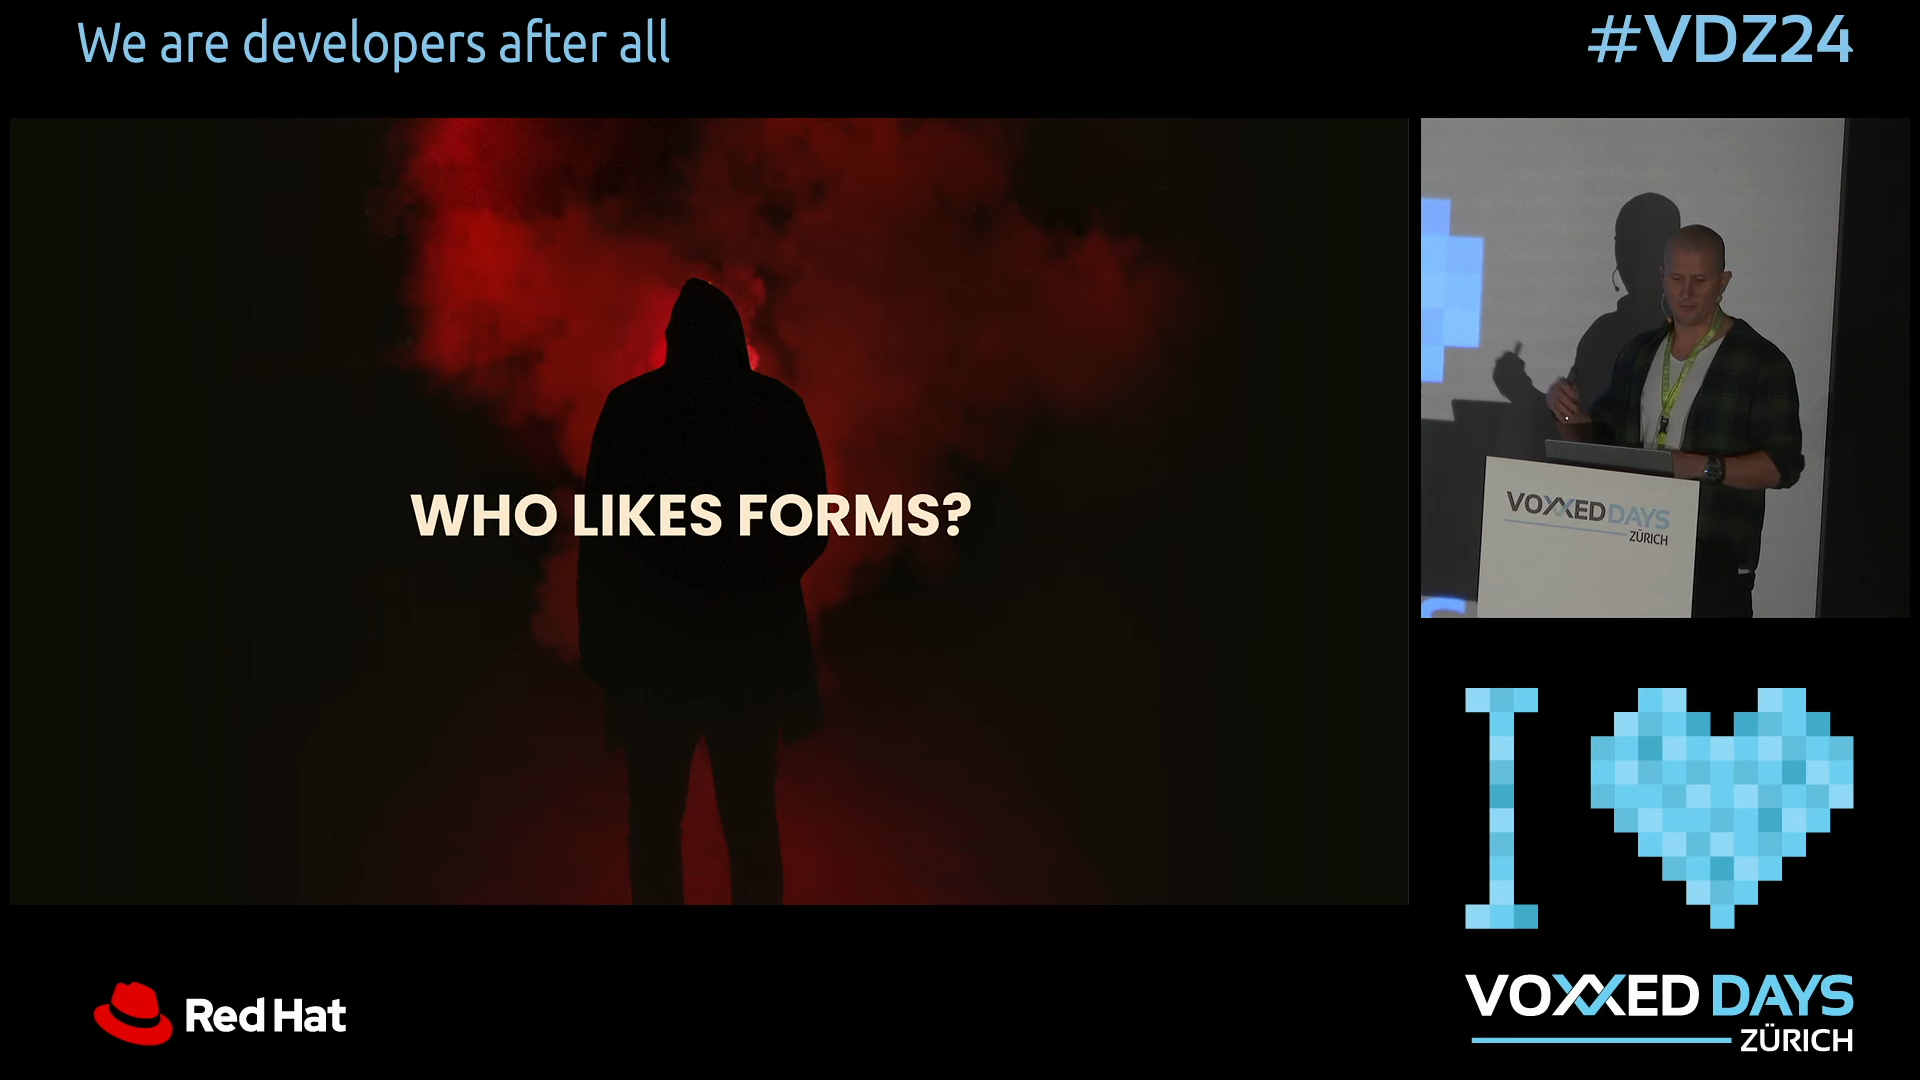 We are developers after all
#VDZ24
WHO LIKES FORMS?
VOXXED DAYS
ZÜRICH
I
Red Hat
VOXXED DAYS
ZÜRICH